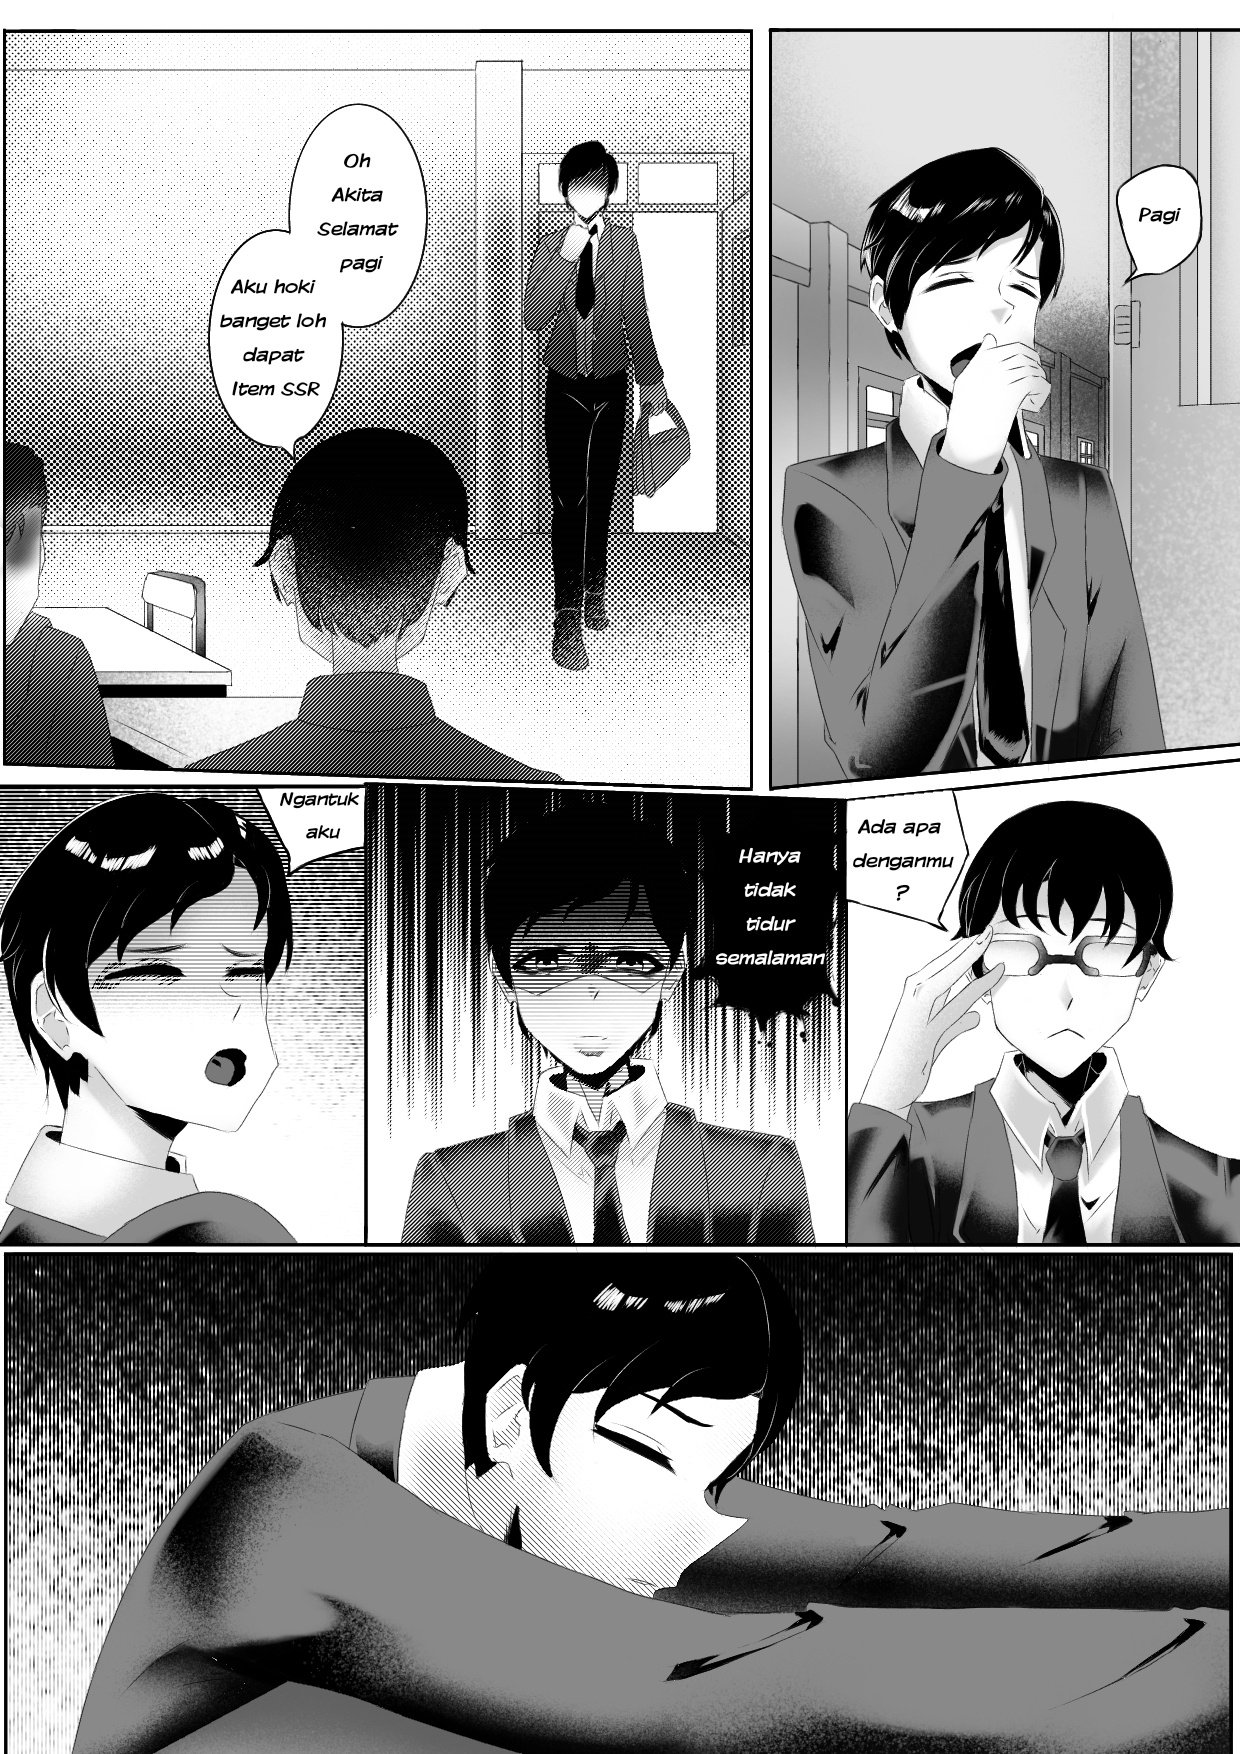 Oh
Akita
Selamat
pagi
Aku hoki
banget loh
dapat
Item SSR
Pagi
Ngantuk
aku
Hanya
tidak
tidur
semalaman
Ada apa
denganmu
?